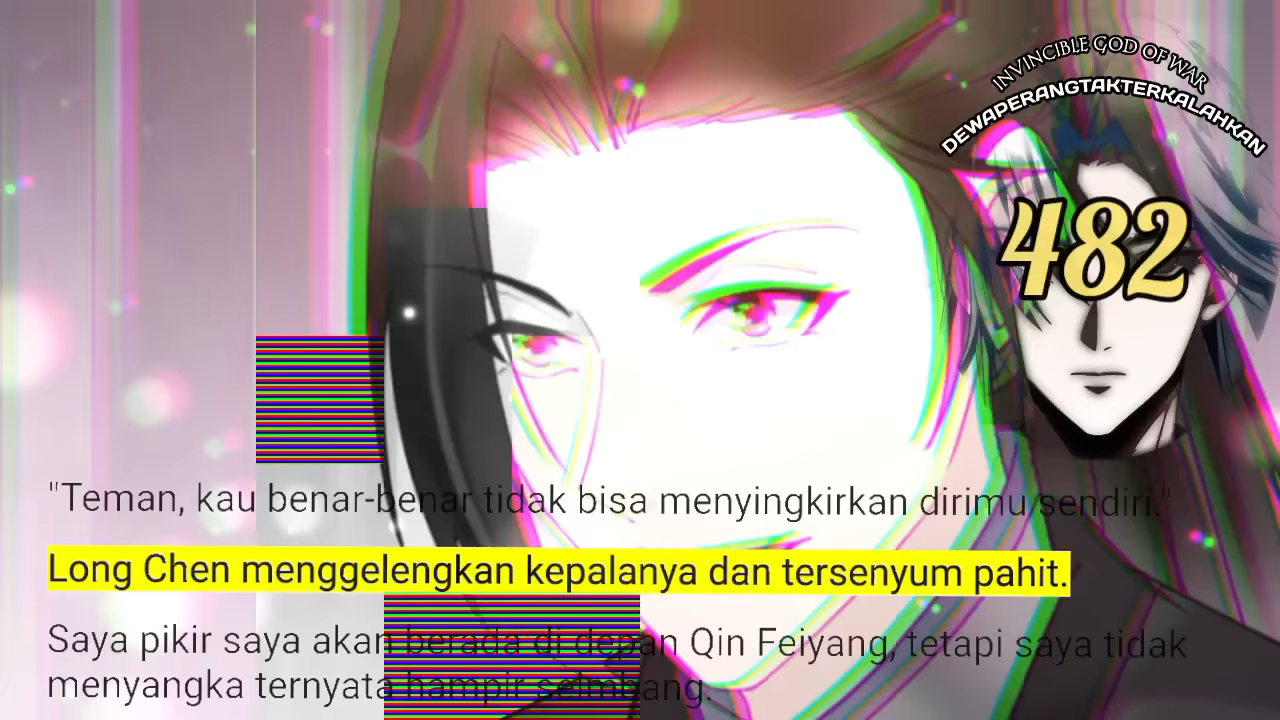 INVINCIBLE GOD OF WAR
DEWAPERANGTAKTERKALAHKAN
482
"Teman, kau benar-benar tidak bisa menyingkirkan dirimu sendiri."
Long Chen menggelengkan kepalanya dan tersenyum pahit.
Saya pikir saya akan berada di depan Qin Feiyang, tetapi saya tidak
menyangka ternyata hampir seimbang.